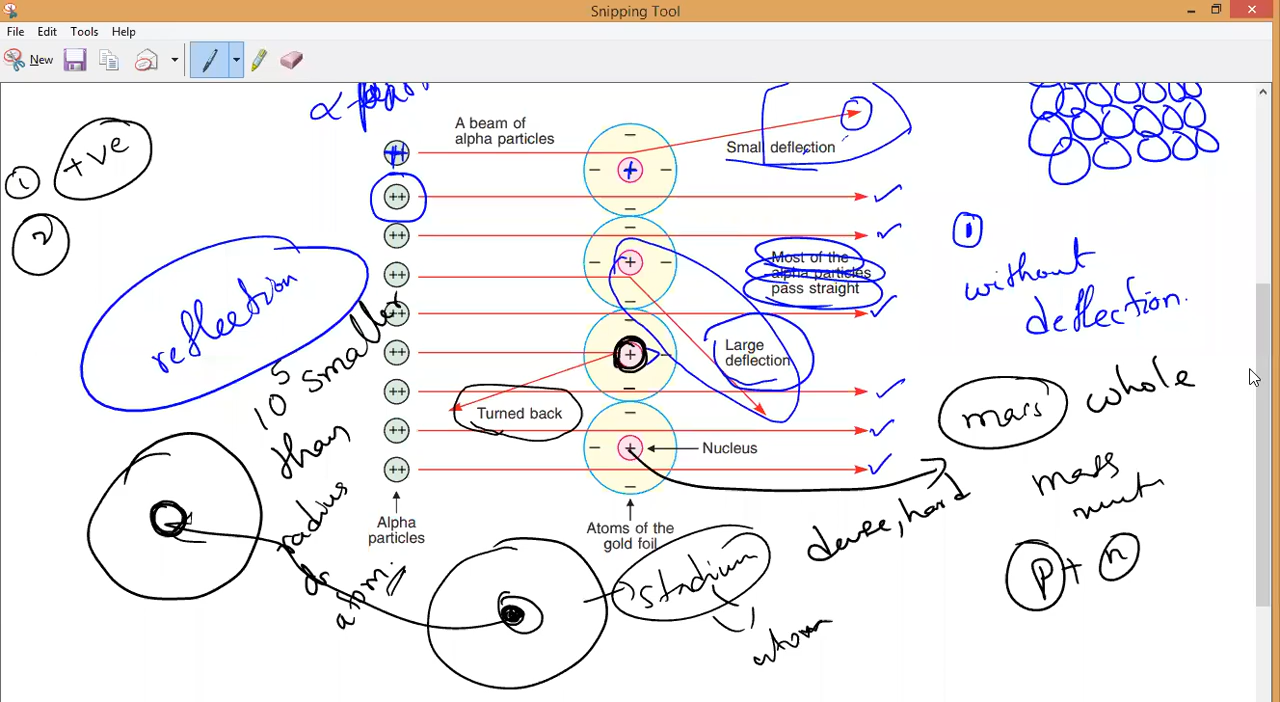 Snipping Tool
File Edit Tools Help
New
A beam of
alpha particles
Small deflection
Most of the
alpha particles
pass straight
Large
deflection
Turned back
Nucleus
Alpha
particles
Atoms of the
gold foil
++
++
++
++
++
++
++
++
+
+
+
+
α-
1
+ve
2
reflection
10⁵ smaller
than
radius
of
atom.
1
without
deflection.
mass whole
mass
p + n
dense, hard
stadium
atom